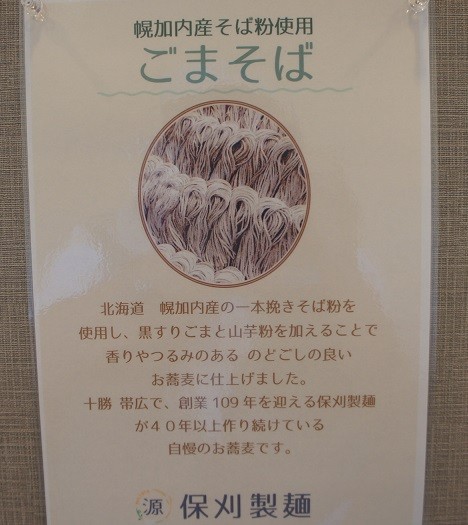 幌加内産そば粉使用
ごまそば
北海道　幌加内産の一本挽きそば粉を
使用し、黒すりごまと山芋粉を加えることで
香りやつるみのある のどごしの良い
お蕎麦に仕上げました。
十勝 帯広で、創業109年を迎える保刈製麺
が４０年以上作り続けている
自慢のお蕎麦です。
源 保刈製麺